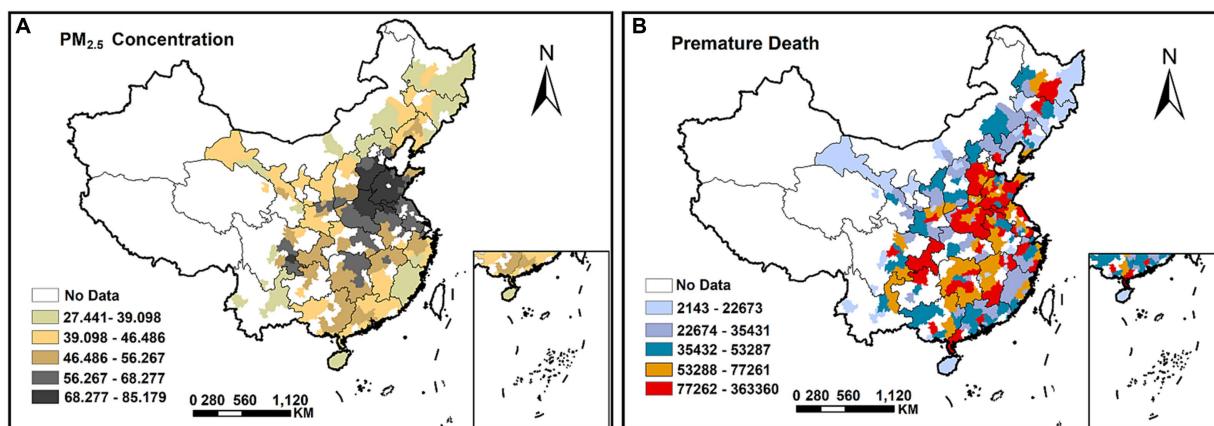 A
PM2.5 Concentration
N
No Data
27.441- 39.098
39.098 - 46.486
46.486 - 56.267
56.267 - 68.277
68.277 - 85.179
0 280 560 1,120
KM
B
Premature Death
N
No Data
2143 - 22673
22674 - 35431
35432 - 53287
53288 - 77261
77262 - 363360
0 280 560 1,120
KM